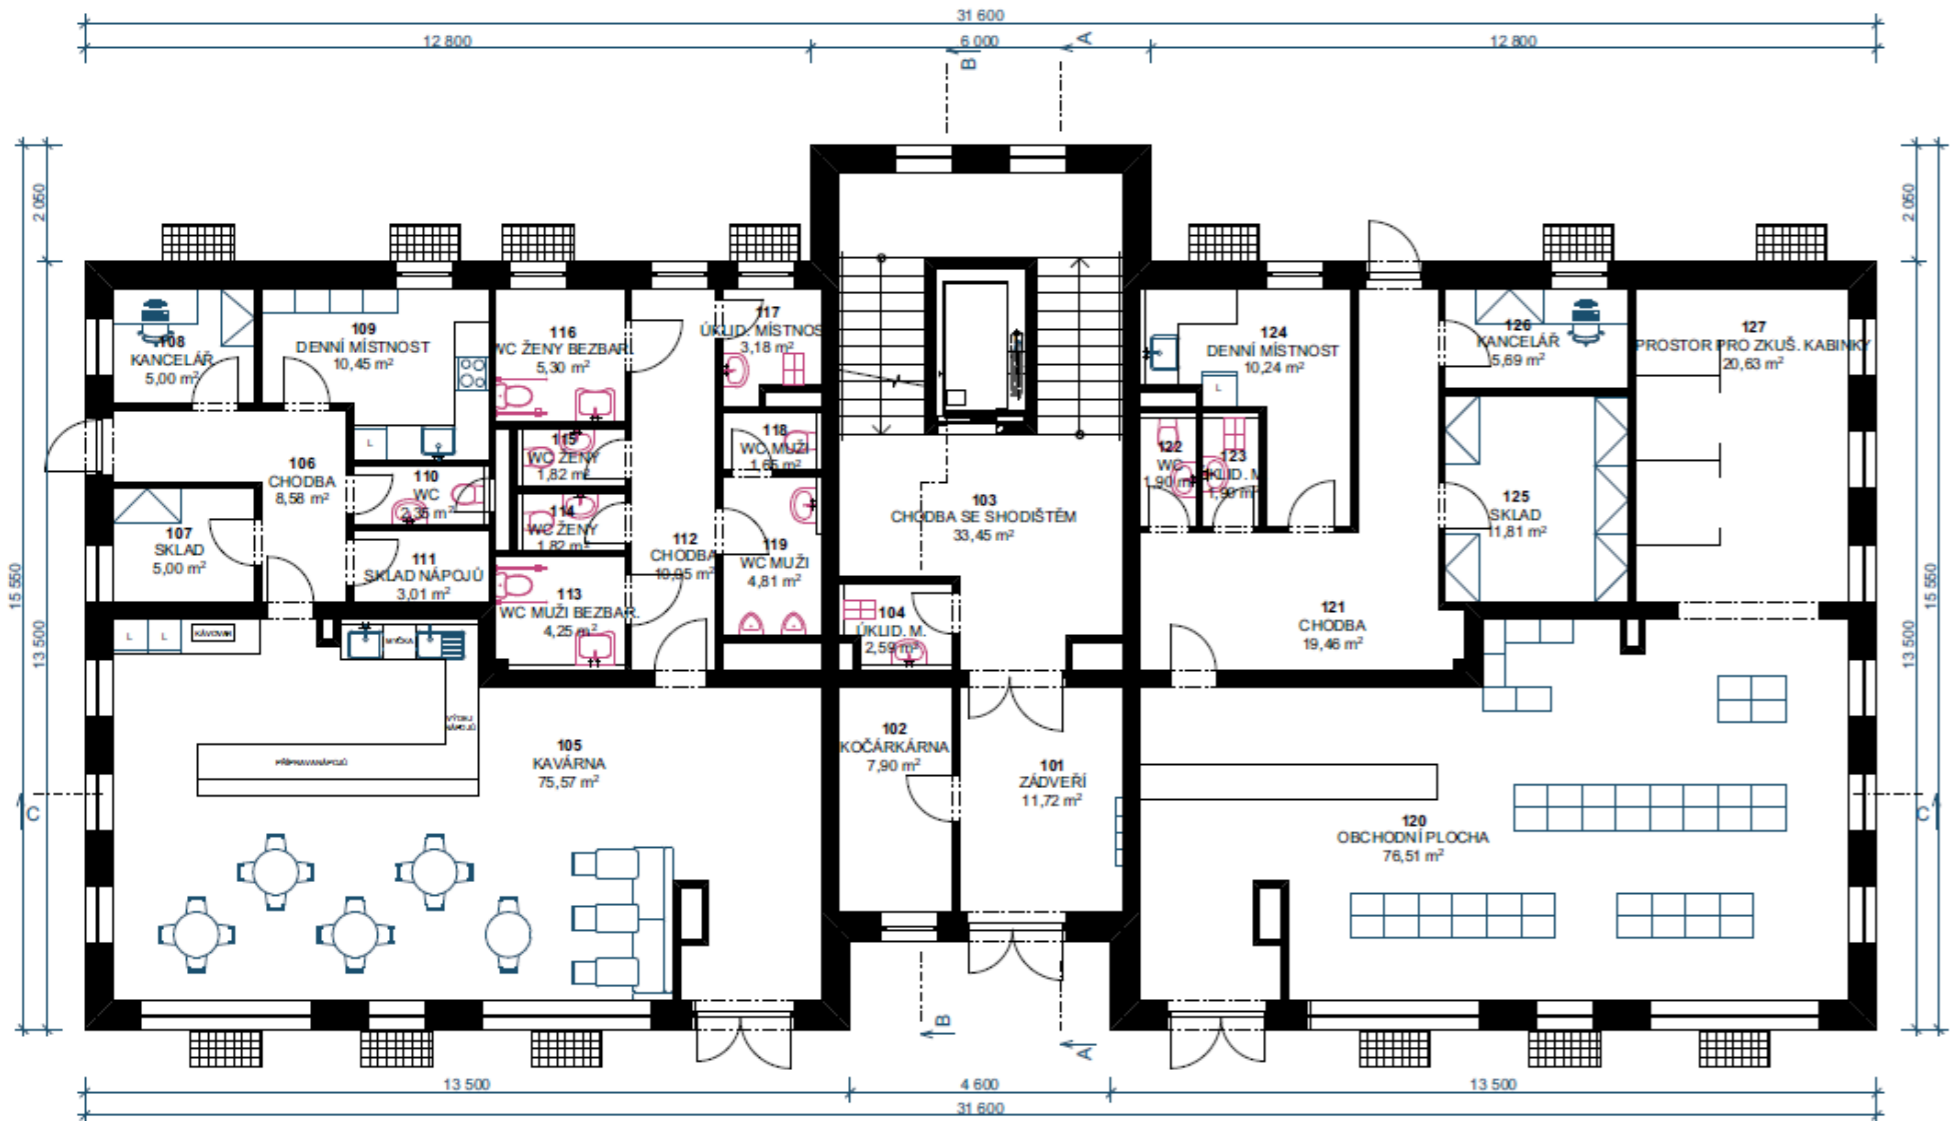 31 600
12 800
6 000
12 800
A
B
2 050
2 050
108
KANCELÁŘ
5,00 m²
109
DENNÍ MÍSTNOST
10,45 m²
116
WC ŽENY BEZBAR.
5,30 m²
117
ÚKLID. MÍSTNOS
3,18 m²
124
DENNÍ MÍSTNOST
10,24 m²
126
KANCELÁŘ
5,69 m²
127
PROSTOR PRO ZKUŠ. KABINKY
20,63 m²
L
L
106
CHODBA
8,58 m²
110
WC
2,35 m²
115
WC ŽENY
1,82 m²
118
WC MUŽI
1,65 m²
122
WC
1,90 m²
123
ÚKLID. M.
1,90 m²
107
SKLAD
5,00 m²
111
SKLAD NÁPOJŮ
3,01 m²
114
WC ŽENY
1,82 m²
112
CHODBA
10,05 m²
119
WC MUŽI
4,81 m²
103
CHODBA SE SHODIŠTĚM
33,45 m²
125
SKLAD
11,81 m²
113
WC MUŽI BEZBAR.
4,25 m²
104
ÚKLID. M.
2,59 m²
121
CHODBA
19,46 m²
15 550
13 500
13 500
15 550
L
L
KÁVOVAR
MYČKA
VÝDEJ
NÁPOJŮ
PŘÍPRAVA NÁPOJŮ
105
KAVÁRNA
75,57 m²
102
KOČÁRKÁRNA
7,90 m²
101
ZÁDVEŘÍ
11,72 m²
120
OBCHODNÍ PLOCHA
76,51 m²
C
C
B
A
13 500
4 600
13 500
31 600